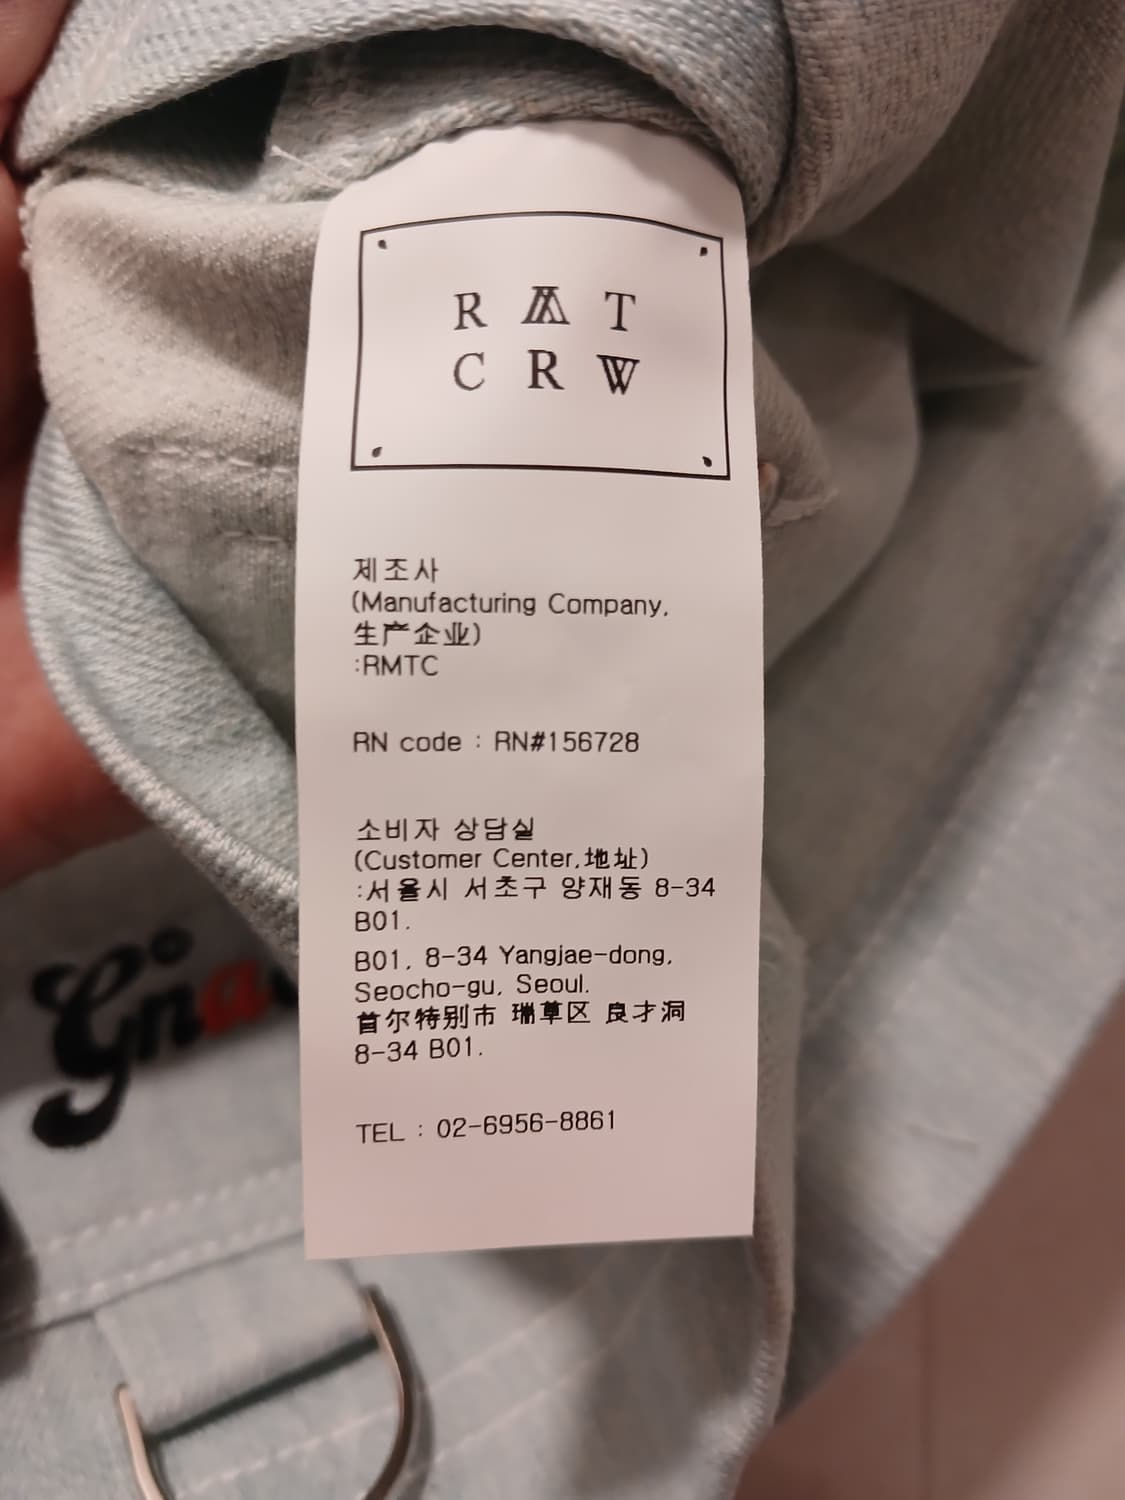 R M T
C R W
제조사
(Manufacturing Company,
生产企业)
:RMTC
RN code : RN#156728
소비자 상담실
(Customer Center,地址)
:서울시 서초구 양재동 8-34
B01.
B01, 8-34 Yangjae-dong,
Seocho-gu, Seoul.
首尔特别市 瑞草区 良才洞
8-34 B01.
TEL : 02-6956-8861
Gna